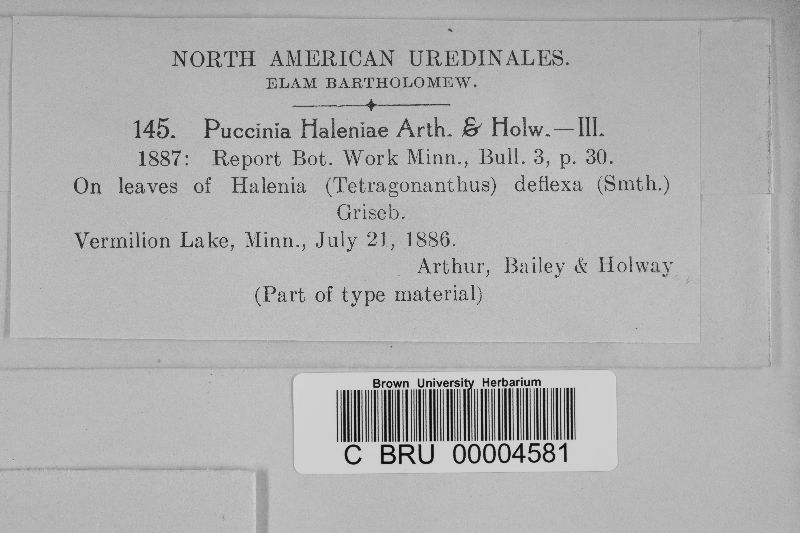 NORTH AMERICAN UREDINALES.
ELAM BARTHOLOMEW.
145. Puccinia Haleniae Arth. & Holw.—III.
1887: Report Bot. Work Minn., Bull. 3, p. 30.
On leaves of Halenia (Tetragonanthus) deflexa (Smth.)
Griseb.
Vermilion Lake, Minn., July 21, 1886.
Arthur, Bailey & Holway
(Part of type material)
Brown University Herbarium
C BRU 00004581